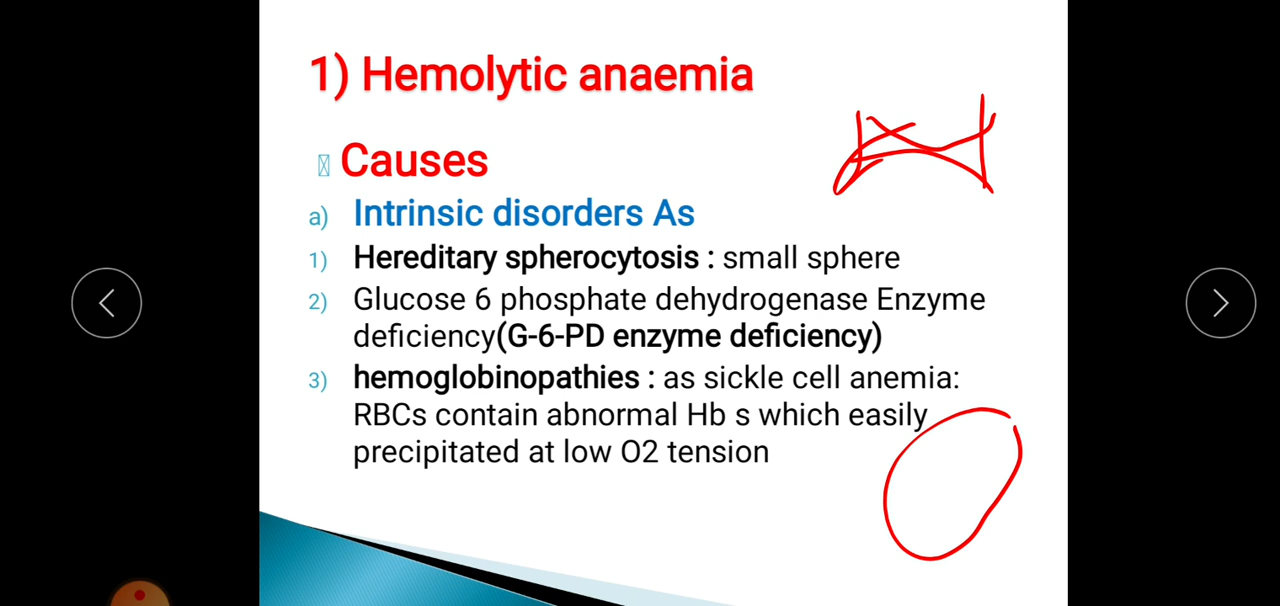 1) Hemolytic anaemia
Causes
a) Intrinsic disorders As
1) Hereditary spherocytosis : small sphere
2) Glucose 6 phosphate dehydrogenase Enzyme
deficiency(G-6-PD enzyme deficiency)
3) hemoglobinopathies : as sickle cell anemia:
RBCs contain abnormal Hb s which easily
precipitated at low O2 tension